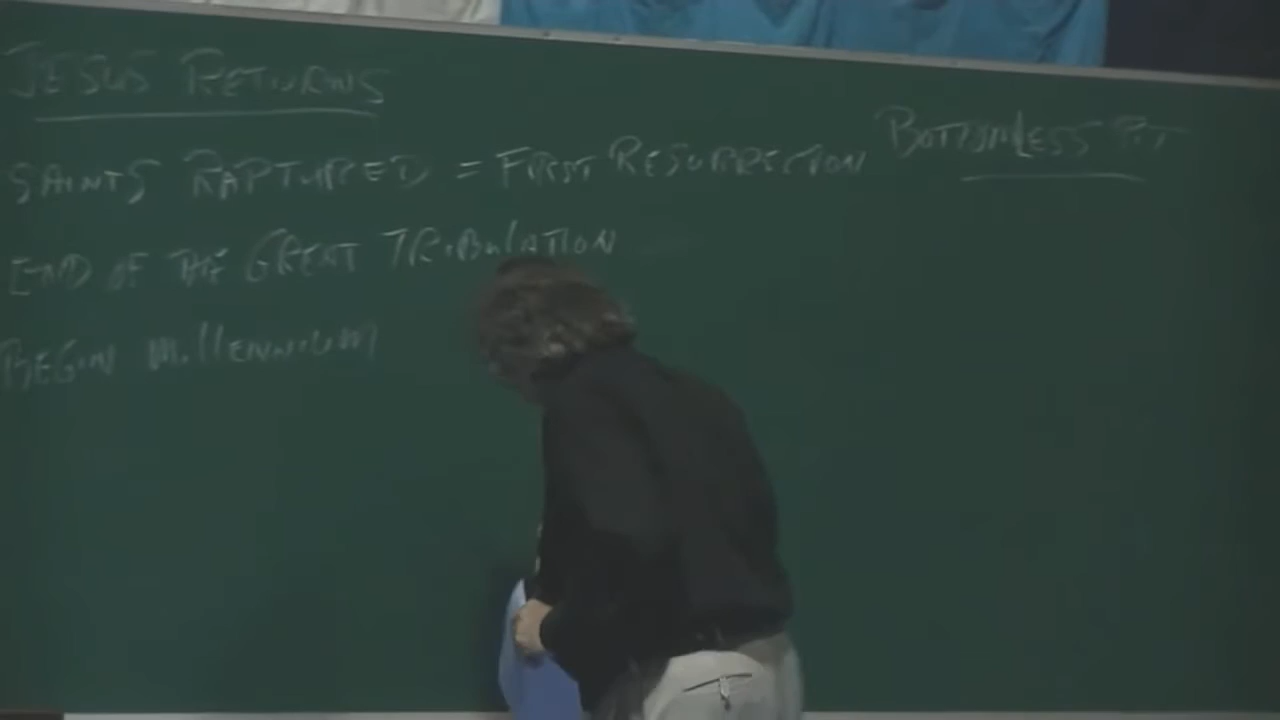 JESUS RETURNS
SAINTS RAPTURED = FIRST RESURRECTION
END OF THE GREAT TRIBULATION
BEGIN MILLENNIUM
BOTTOMLESS PIT